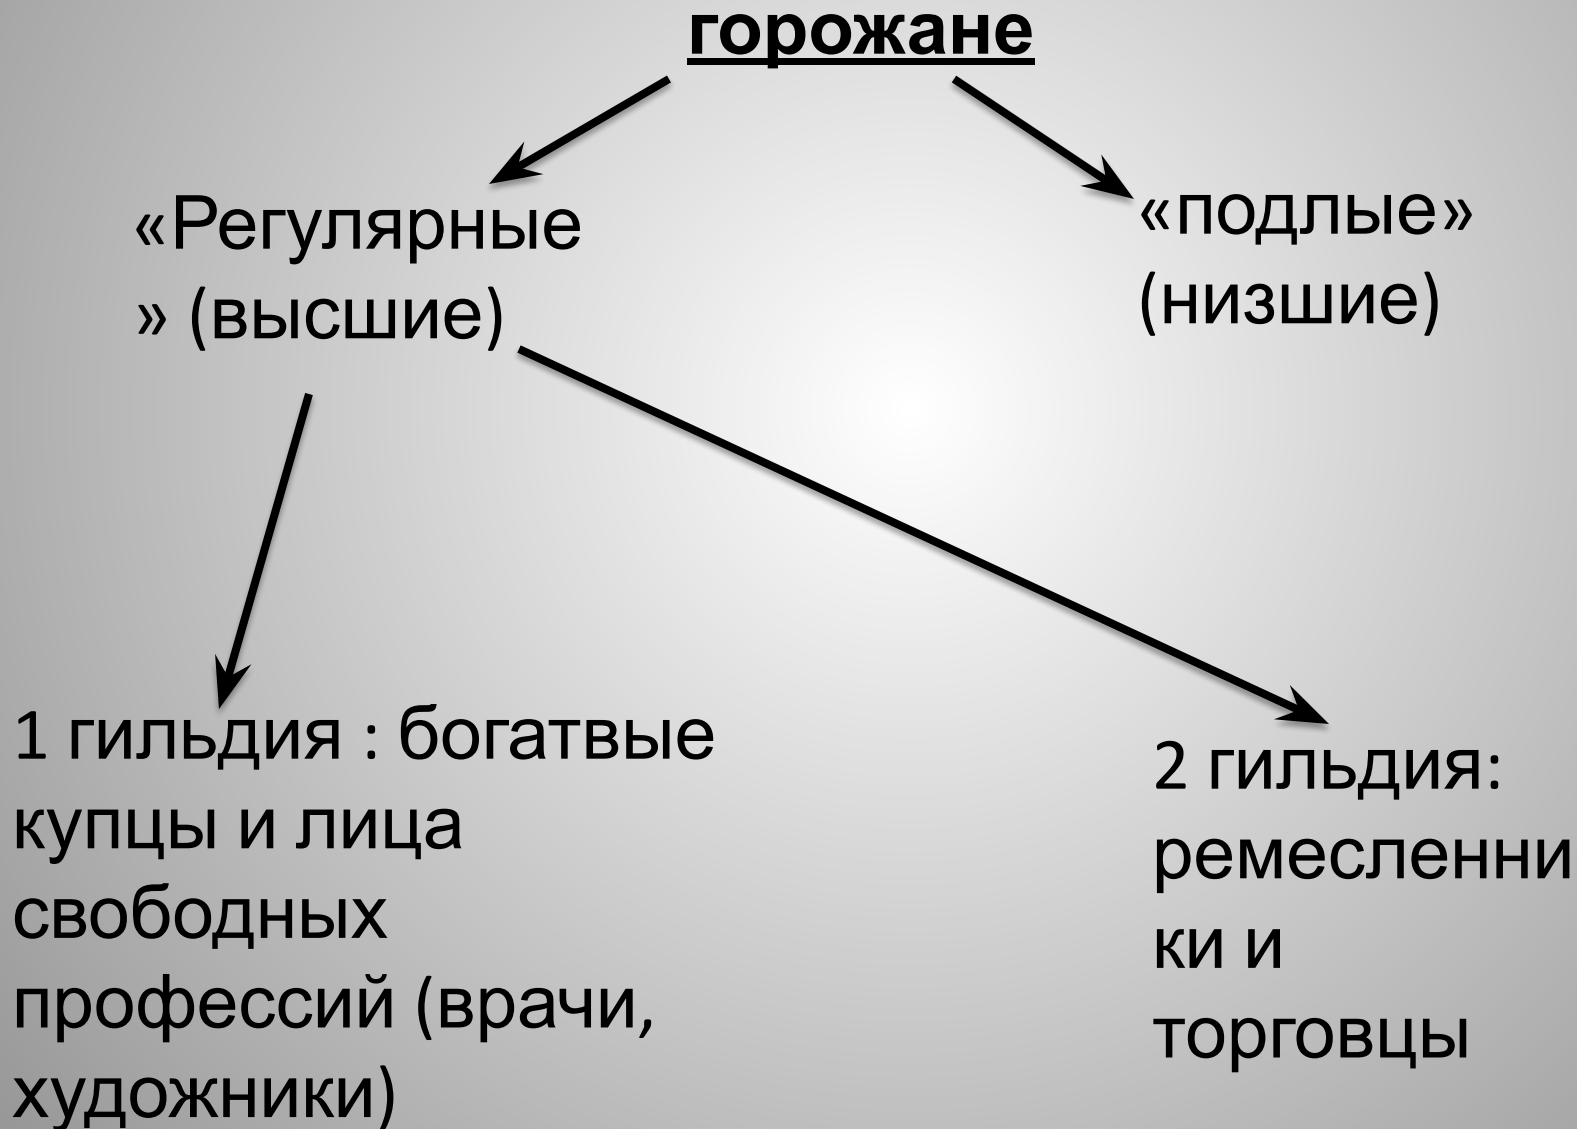 горожане
«Регулярные
» (высшие)
«подлые»
(низшие)
1 гильдия : богатвые
купцы и лица
свободных
профессий (врачи,
художники)
2 гильдия:
ремесленни
ки и
торговцы